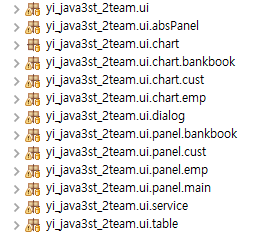 yi_java3st_2team.ui
yi_java3st_2team.ui.absPanel
yi_java3st_2team.ui.chart
yi_java3st_2team.ui.chart.bankbook
yi_java3st_2team.ui.chart.cust
yi_java3st_2team.ui.chart.emp
yi_java3st_2team.ui.dialog
yi_java3st_2team.ui.panel.bankbook
yi_java3st_2team.ui.panel.cust
yi_java3st_2team.ui.panel.emp
yi_java3st_2team.ui.panel.main
yi_java3st_2team.ui.service
yi_java3st_2team.ui.table